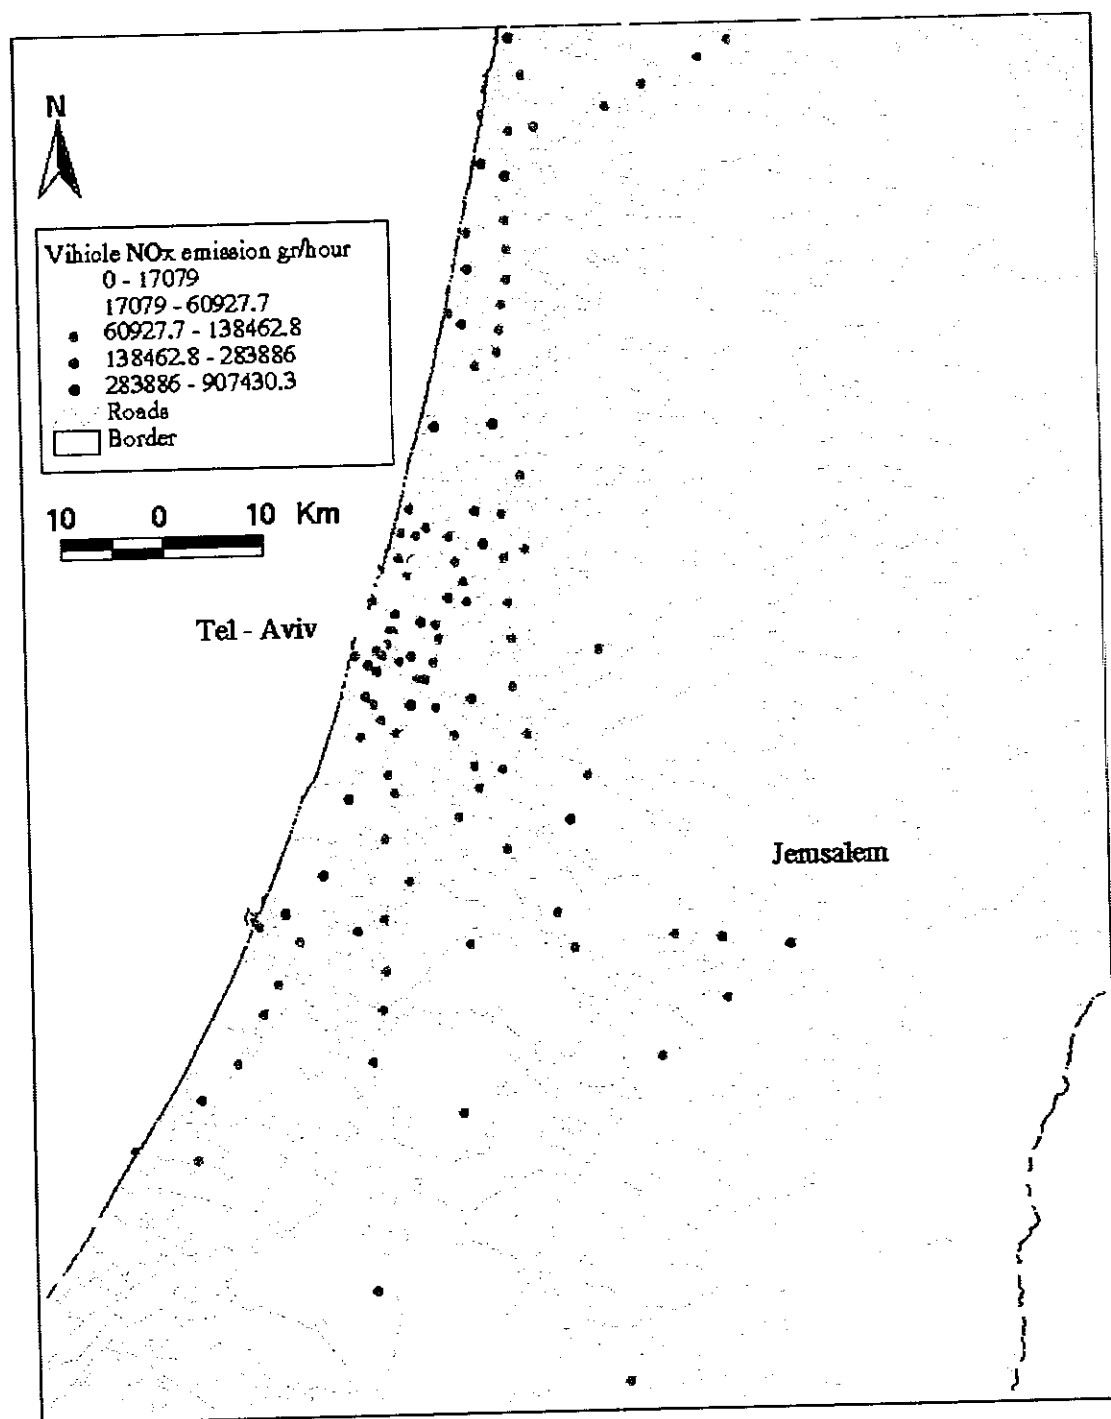 N
Vihicle NOx emission gr/hour
0 - 17079
17079 - 60927.7
60927.7 - 138462.8
138462.8 - 283886
283886 - 907430.3
Roads
Border
10 0 10 Km
Tel - Aviv
Jerusalem